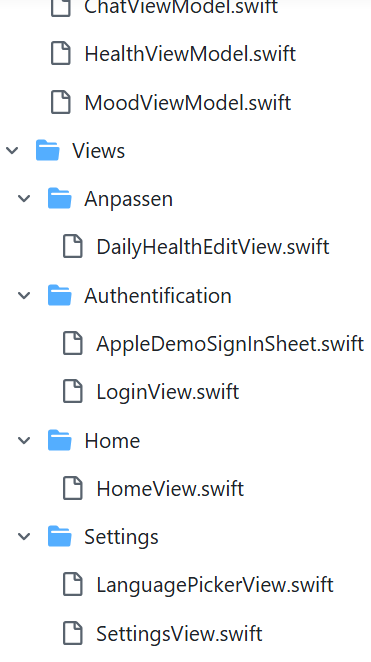 ChatViewModel.swift
HealthViewModel.swift
MoodViewModel.swift
Views
Anpassen
DailyHealthEditView.swift
Authentification
AppleDemoSignInSheet.swift
LoginView.swift
Home
HomeView.swift
Settings
LanguagePickerView.swift
SettingsView.swift